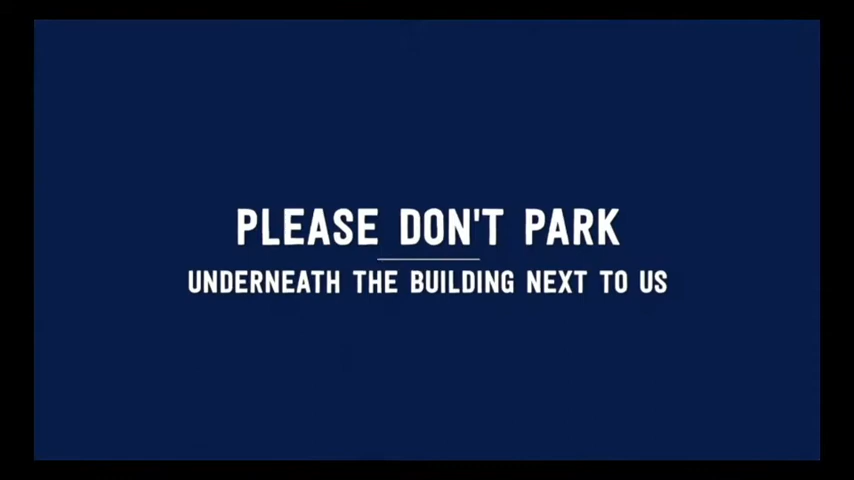 PLEASE DON'T PARK
UNDERNEATH THE BUILDING NEXT TO US